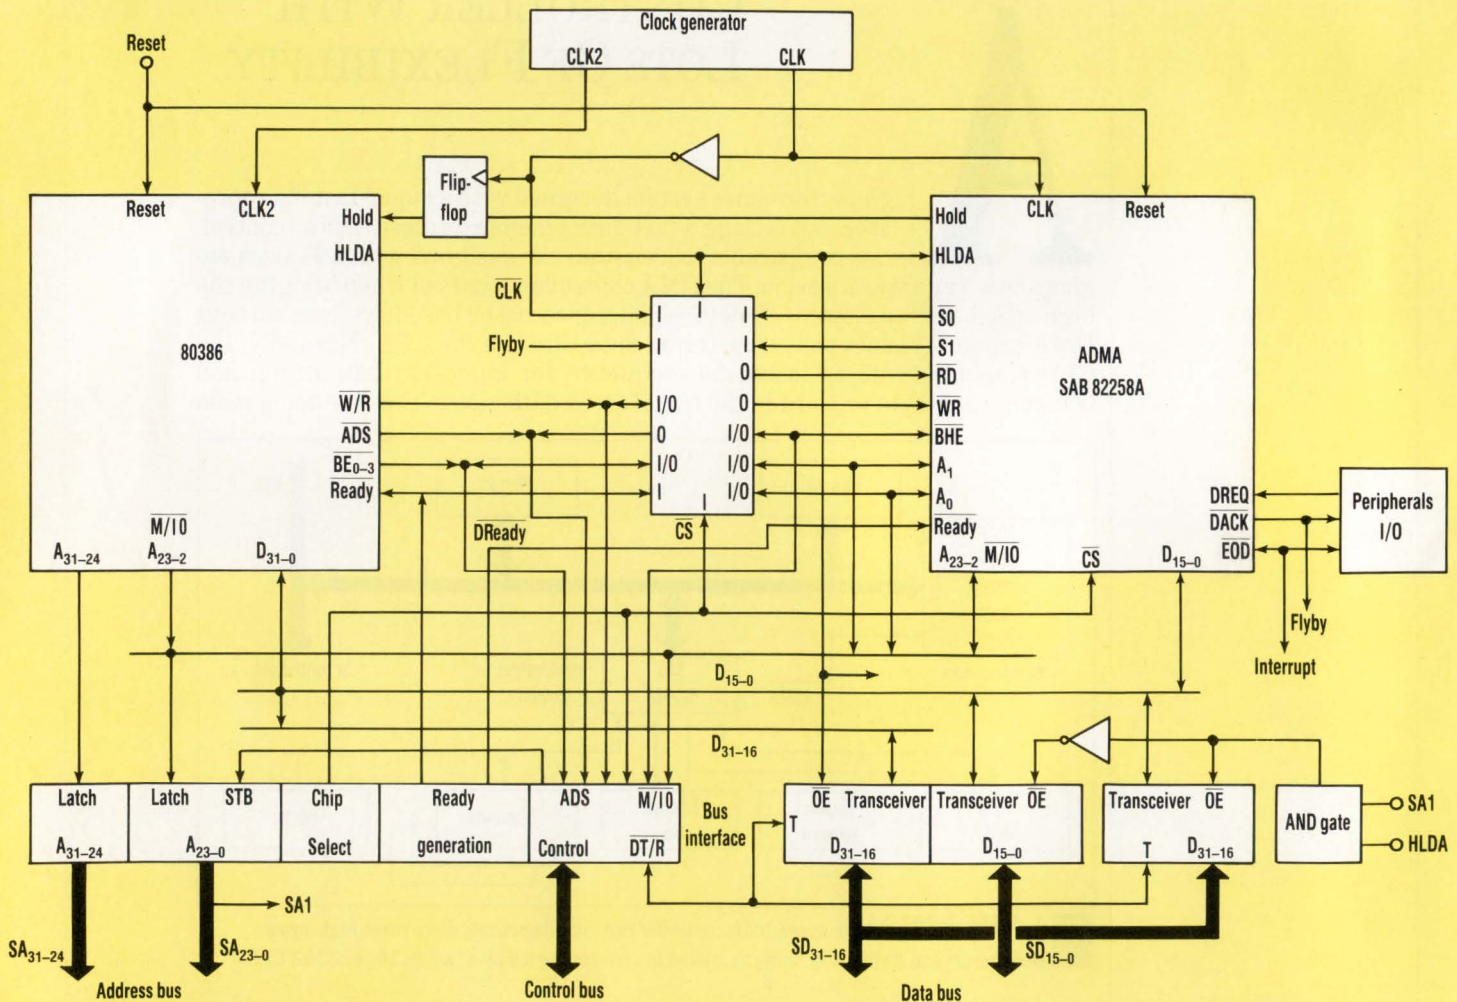 Clock generator
Reset
CLK2 CLK
Flip-flop
Reset CLK2 Hold
Hold CLK Reset
HLDA
HLDA
CLK
I
I I
S0
80386
Flyby I I
S1
ADMA
SAB 82258A
O RD
W/R I/O O WR
ADS O I/O BHE
BE0–3 I/O I/O A1
Ready I I/O A0
I
DREQ
Peripherals I/O
DReady CS Ready
DACK
M/IO
EOD
A31–24 A23–2 D31–0
A23–2 M/IO CS D15–0
Flyby
Interrupt
D15–0
D31–16
Latch Latch STB Chip Ready ADS M/IO
Bus interface
OE Transceiver Transceiver OE Transceiver OE
AND gate
SA1
T
A31–24 A23–0 Select generation Control DT/R
D31–16 D15–0 T D31–16
HLDA
SA1
SA31–24 SA23–0
SD31–16 SD15–0
Address bus Control bus Data bus